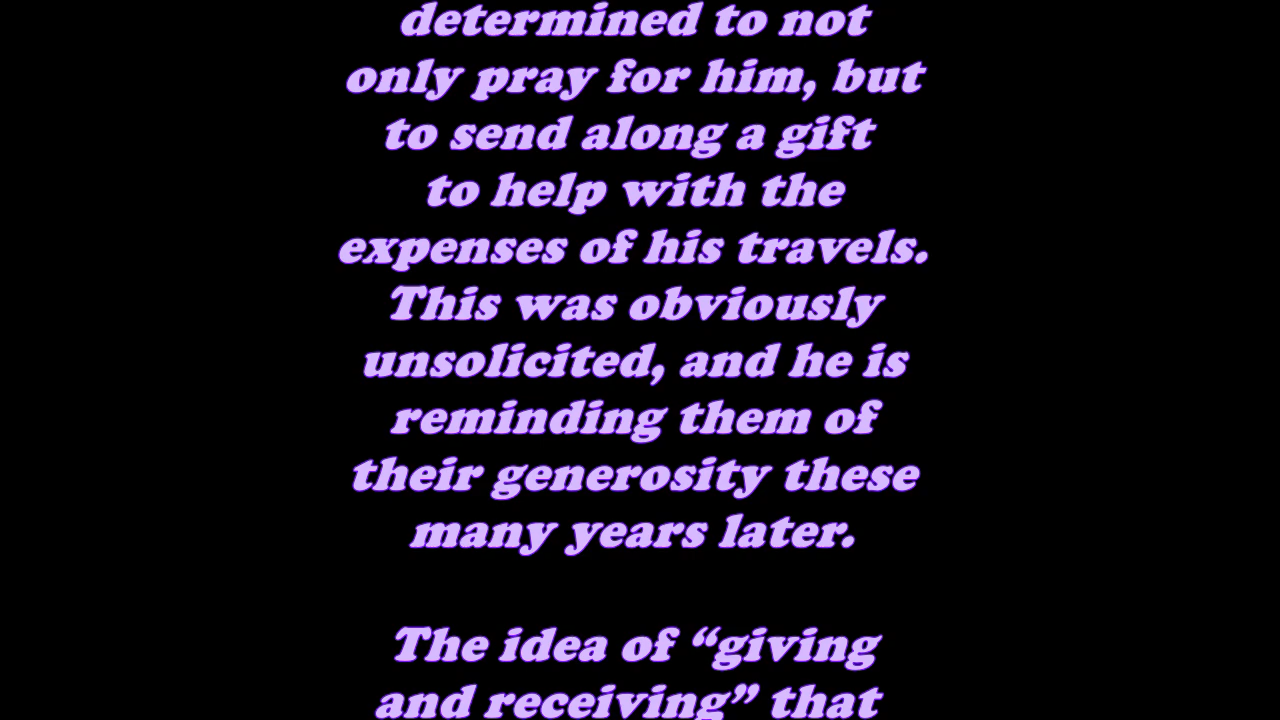 determined to not
only pray for him, but
to send along a gift
to help with the
expenses of his travels.
This was obviously
unsolicited, and he is
reminding them of
their generosity these
many years later.
The idea of “giving
and receiving” that